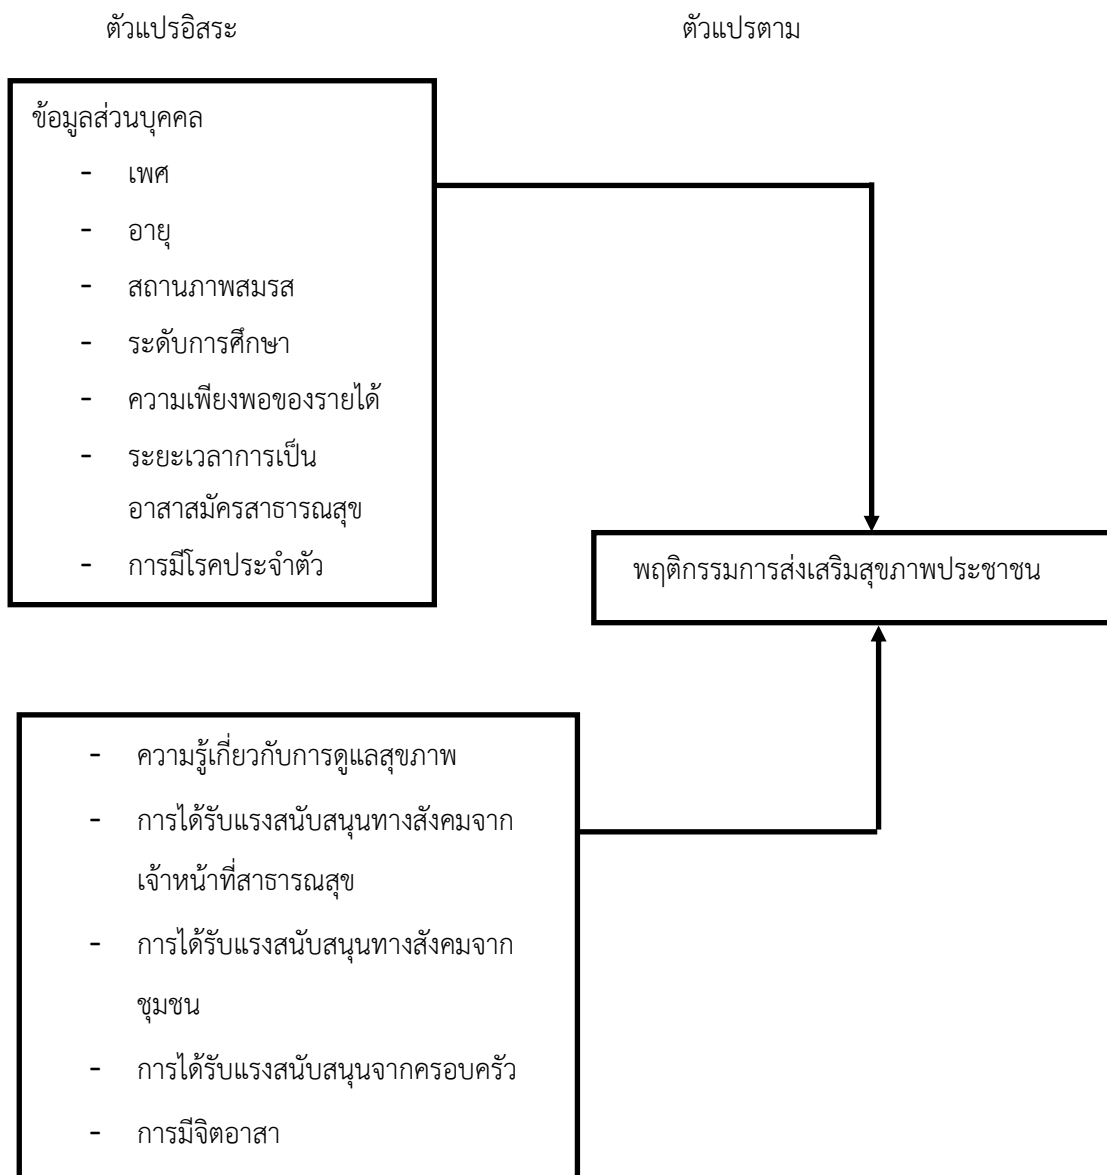 ตัวแปรอิสระ
ตัวแปรตาม
ข้อมูลส่วนบุคคล
- เพศ
- อายุ
- สถานภาพสมรส
- ระดับการศึกษา
- ความเพียงพอของรายได้
- ระยะเวลาการเป็น
อาสาสมัครสาธารณสุข
- การมีโรคประจำตัว
พฤติกรรมการส่งเสริมสุขภาพประชาชน
- ความรู้เกี่ยวกับการดูแลสุขภาพ
- การได้รับแรงสนับสนุนทางสังคมจาก
เจ้าหน้าที่สาธารณสุข
- การได้รับแรงสนับสนุนทางสังคมจาก
ชุมชน
- การได้รับแรงสนับสนุนจากครอบครัว
- การมีจิตอาสา